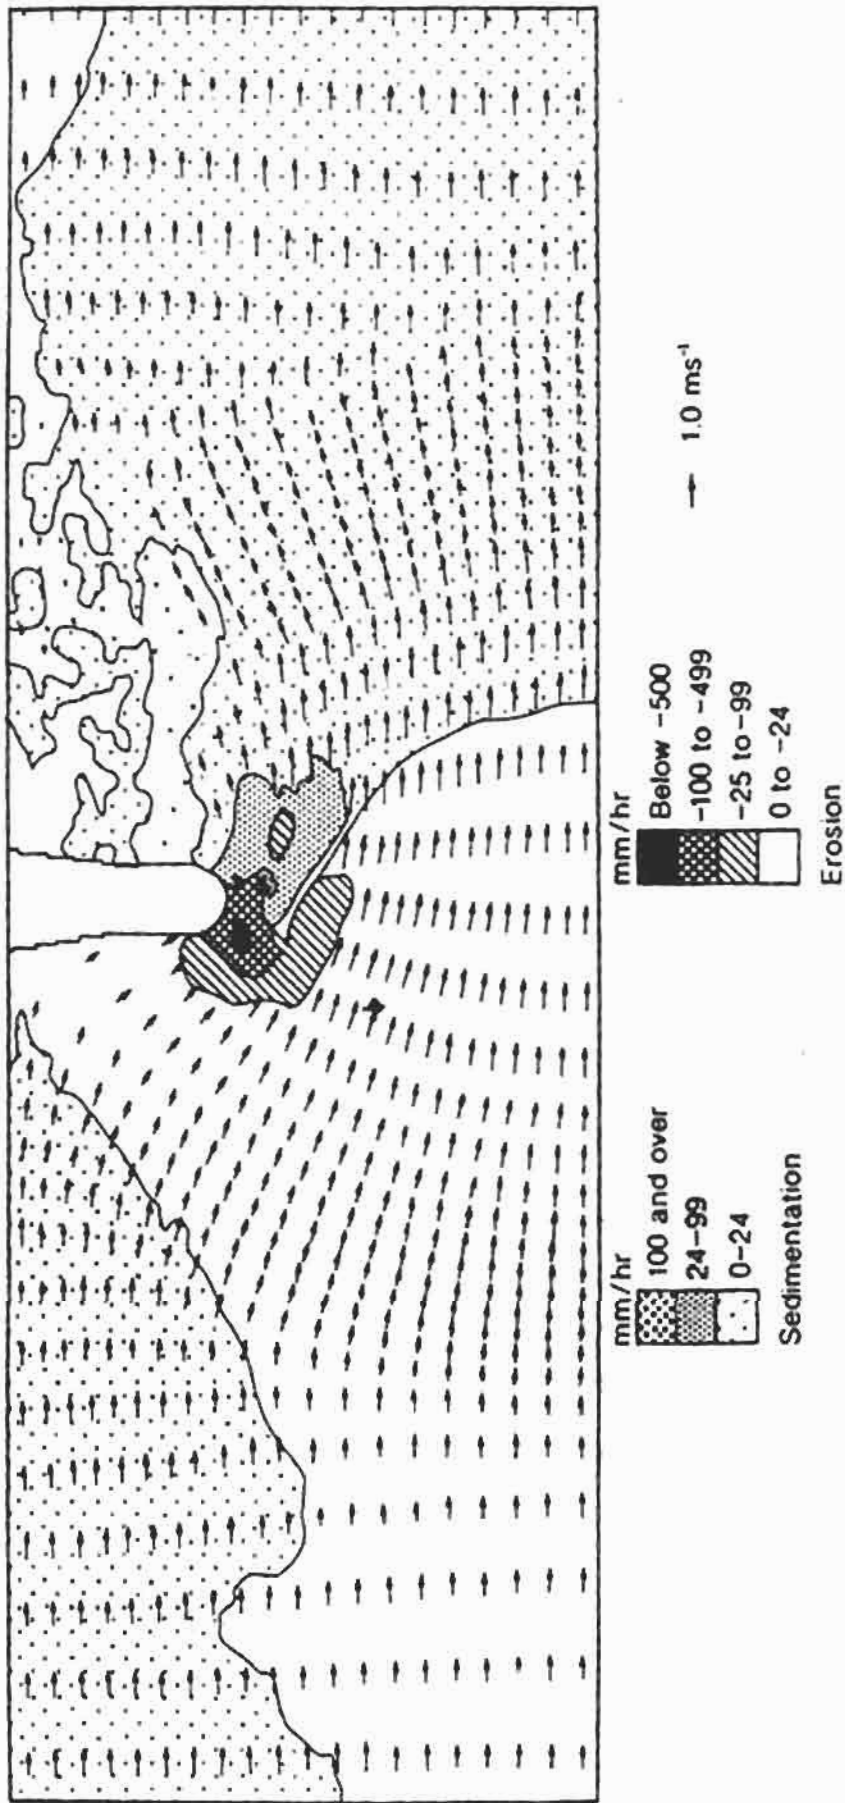 mm/hr
100 and over
24–99
0–24
Sedimentation
mm/hr
Below −500
−100 to −499
−25 to −99
0 to −24
Erosion
1.0 ms⁻¹